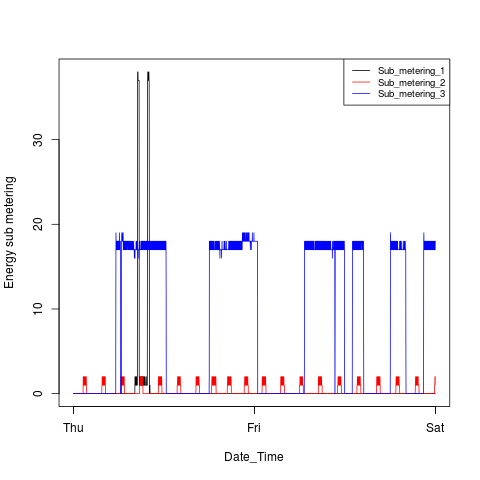 Sub_metering_1
Sub_metering_2
Sub_metering_3
Energy sub metering
30
20
10
0
Thu Fri Sat
Date_Time